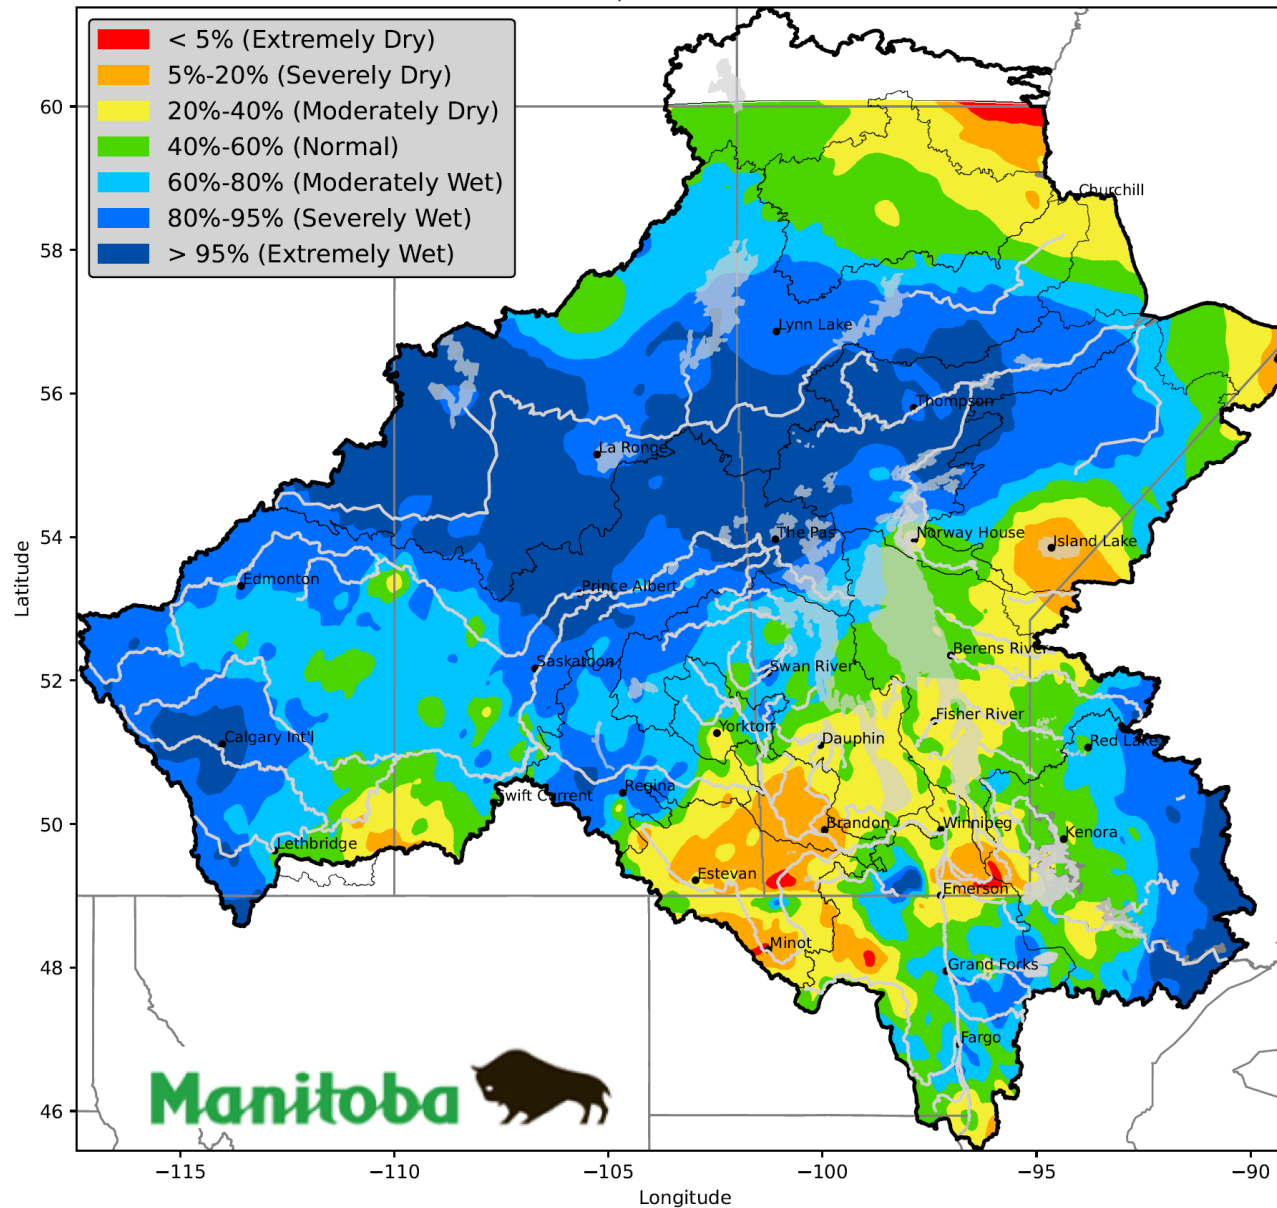 < 5% (Extremely Dry)
5%-20% (Severely Dry)
20%-40% (Moderately Dry)
40%-60% (Normal)
60%-80% (Moderately Wet)
80%-95% (Severely Wet)
> 95% (Extremely Wet)
60
58
56
54
52
50
48
46
Latitude
Churchill
Lynn Lake
Thompson
La Ronge
The Pas
Norway House
Island Lake
Edmonton
Prince Albert
Saskatoon
Swan River
Berens River
Calgary Int'l
Yorkton
Dauphin
Fisher River
Red Lake
wift Current
Regina
Lethbridge
Brandon
Winnipeg
Kenora
Estevan
Emerson
Minot
Grand Forks
Fargo
Manitoba
−115
−110
−105
−100
−95
−90
Longitude